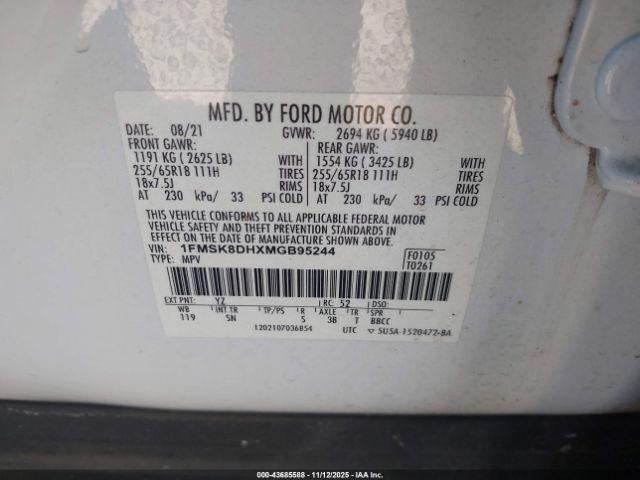 MFD. BY FORD MOTOR CO.
DATE: 08/21 GVWR: 2694 KG ( 5940 LB)
FRONT GAWR: REAR GAWR:
1191 KG ( 2625 LB) WITH 1554 KG ( 3425 LB) WITH
255/65R18 111H TIRES 255/65R18 111H TIRES
18x7.5J RIMS 18x7.5J RIMS
AT 230 kPa/ 33 PSI COLD AT 230 kPa/ 33 PSI COLD
THIS VEHICLE CONFORMS TO ALL APPLICABLE FEDERAL MOTOR
VEHICLE SAFETY AND THEFT PREVENTION STANDARDS IN
EFFECT ON THE DATE OF MANUFACTURE SHOWN ABOVE.
VIN: 1FMSK8DHXMGB95244 F0105
TYPE: MPV T0261
EXT PNT: YZ RC: 52 DSO:
WB INT TR TP/PS R AXLE TR SPR
119 SN S 3B T BBCC
1202107036854 UTC 5U5A-1520472-BA
000-43685588 - 11/12/2025 - IAAI.COM